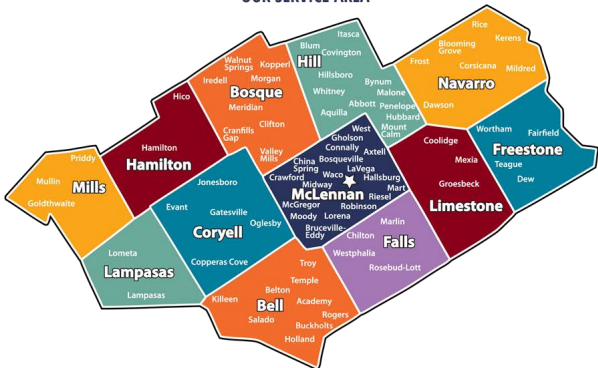 OUR SERVICE AREA
Mills
Priddy
Mullin
Goldthwaite
Hamilton
Hico
Hamilton
Bosque
Walnut
Springs
Kopperl
Iredell
Morgan
Meridian
Cranfills
Gap
Clifton
Valley
Mills
Hill
Itasca
Blum
Covington
Hillsboro
Bynum
Whitney
Malone
Abbott
Penelope
Aquilla
Hubbard
Mount
Calm
Navarro
Rice
Kerens
Blooming
Grove
Frost
Corsicana
Mildred
Dawson
Freestone
Wortham
Fairfield
Teague
Dew
Limestone
Coolidge
Mexia
Groesbeck
McLennan
West
Gholson
Connally
Axtell
China
Spring
Bosqueville
LaVega
Crawford
Waco
Hallsburg
Midway
Mart
McGregor
Riesel
Robinson
Moody
Lorena
Bruceville-
Eddy
Falls
Marlin
Chilton
Westphalia
Rosebud-Lott
Coryell
Jonesboro
Evant
Gatesville
Oglesby
Copperas Cove
Lampasas
Lometa
Lampasas
Bell
Troy
Temple
Belton
Killeen
Academy
Salado
Rogers
Buckholts
Holland